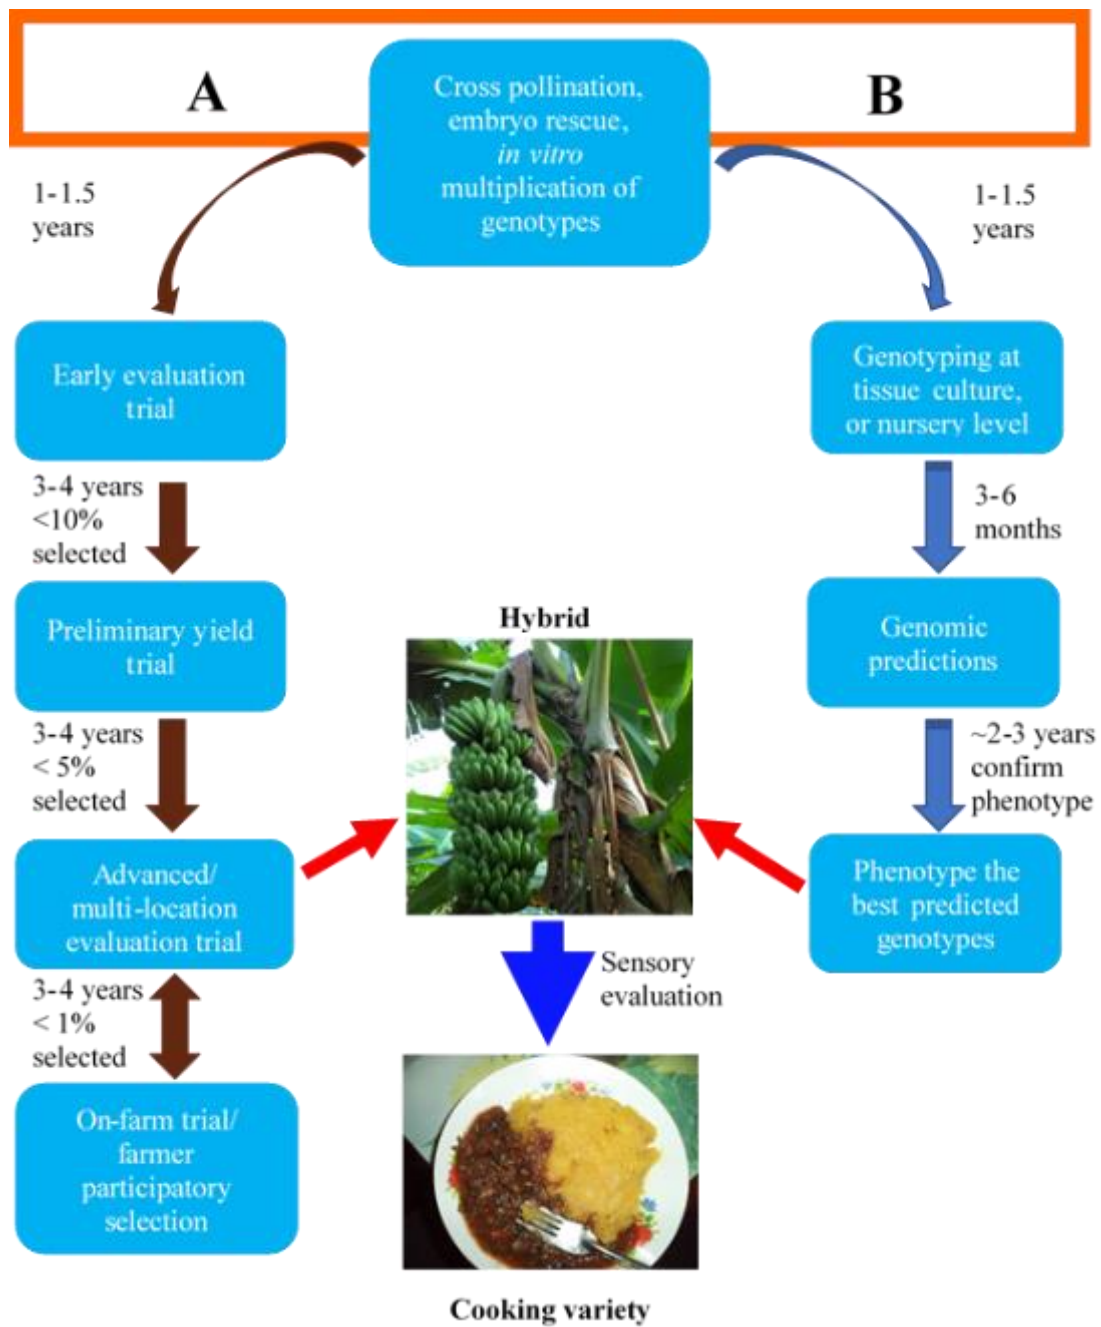 A
B
Cross pollination,
embryo rescue,
in vitro
multiplication of
genotypes
1-1.5
years
1-1.5
years
Early evaluation
trial
Genotyping at
tissue culture,
or nursery level
3-4 years
<10%
selected
3-6
months
Preliminary yield
trial
Genomic
predictions
Hybrid
3-4 years
< 5%
selected
~2-3 years
confirm
phenotype
Advanced/
multi-location
evaluation trial
Phenotype the
best predicted
genotypes
Sensory
evaluation
3-4 years
< 1%
selected
On-farm trial/
farmer
participatory
selection
Cooking variety